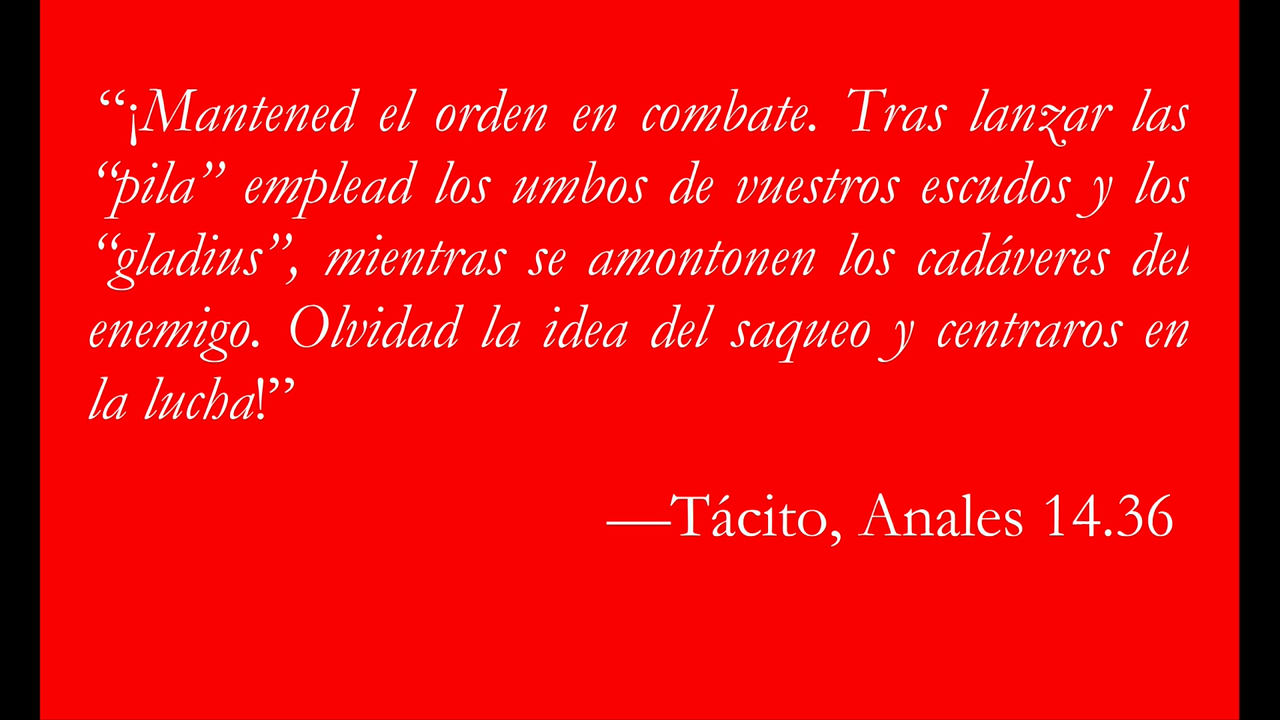 “¡Mantened el orden en combate. Tras lanzar las
“pila” emplead los umbos de vuestros escudos y los
“gladius”, mientras se amontonen los cadáveres del
enemigo. Olvidad la idea del saqueo y centraros en
la lucha!”
—Tácito, Anales 14.36